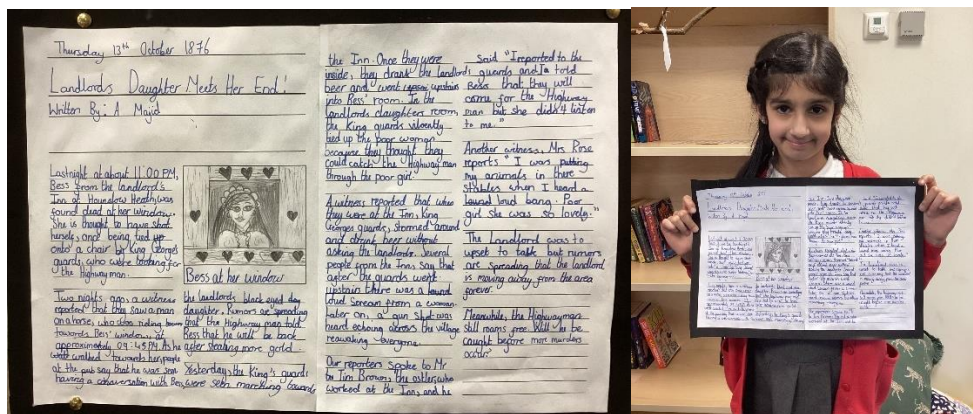 Thursday 13th October 1876
Landlords Daughter Meets Her End!
Written By: A Majid
Lastnight at about 11:00 PM,
Bess from the landlord's
Inn at Hounslow Heath, was
found dead at her window.
She is thought to have shot
herself, and being tied up
onto a chair by King George's
guards, who were looking for
the highwayman.
Bess at her window
Two nights ago, a witness
reported that they saw a man
on a horse, who was riding
towards Bess' window at
approximately 09:45 PM. As he
walked towards her, people
at the pub say that he was seen
having a conversation with Bess,
the landlords black eyed
daughter. Rumors are spreading
that the Highway man told
Bess that he will be back
after stealing more gold.
Yesterday, the King's guards
were seen marching towards
the Inn. Once they were
inside, they drank the landlords
beer and went upstairs
into Bess' room. In the
landlords daughters room,
the King guards
tied up the poor woman
because they thought they
could catch the Highwayman
through the poor girl.
A witness reported that when
they were at the Inn, King
Georges guards, stormed around
and drank beer without
asking the landlord. Several
people from the Inn say that
after the guards went
upstairs there was a
loud scream from a woman.
Later on, a gun shot was
heard echoing across the village
everyone.
Our reporters spoke to Mr
Tim Brown, the ostler, who
worked at the Inn, and he
said "I reported to the
guards and I told
Bess that they will
come for the Highway
man but she didn't listen
to me."
Another witness, Mrs Rose
reports "I was putting
my animals in there
stables when I heard a
loud bang. Poor
girl she was so lovely."
The Landlord was to
upset to talk but rumors
are spreading that the landlord
is moving away from the area
forever.
Meanwhile, the Highwayman
still roams free. Will he be
caught before more murders
occur?